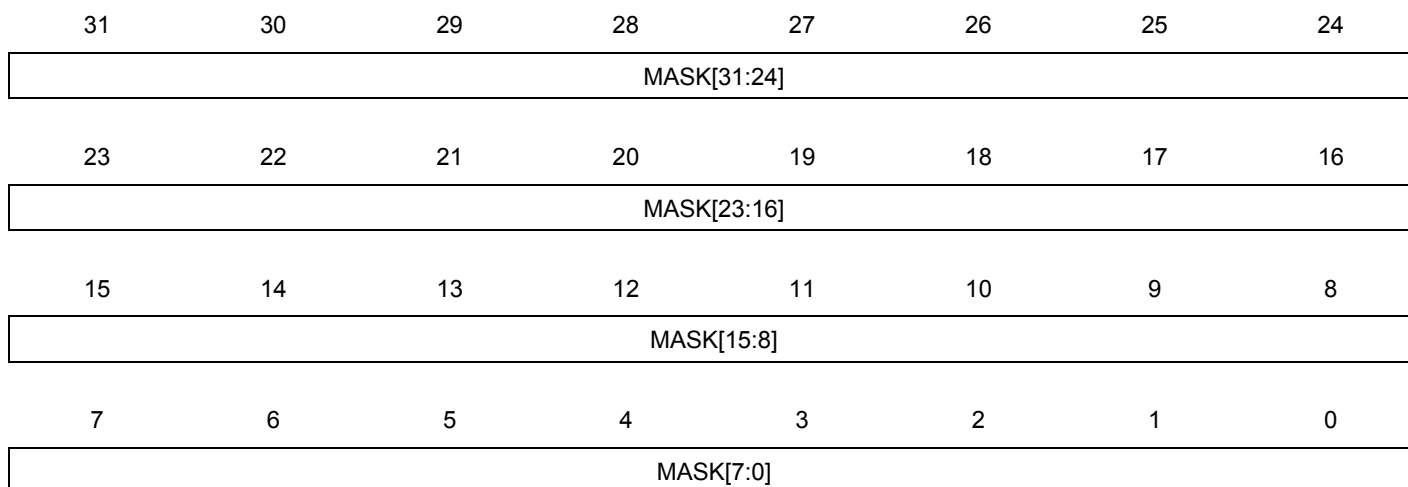 31 30 29 28 27 26 25 24
MASK[31:24]
23 22 21 20 19 18 17 16
MASK[23:16]
15 14 13 12 11 10 9 8
MASK[15:8]
7 6 5 4 3 2 1 0
MASK[7:0]